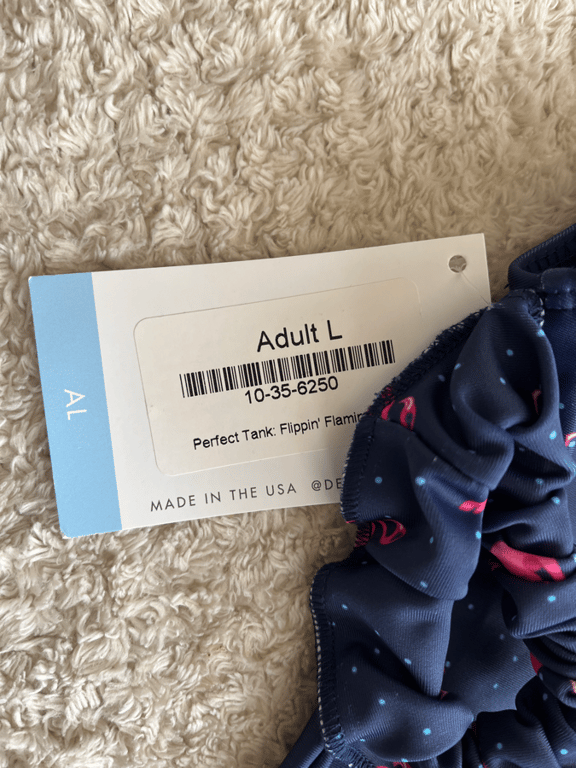 Adult L
10-35-6250
Perfect Tank: Flippin'
MADE IN THE USA
AL